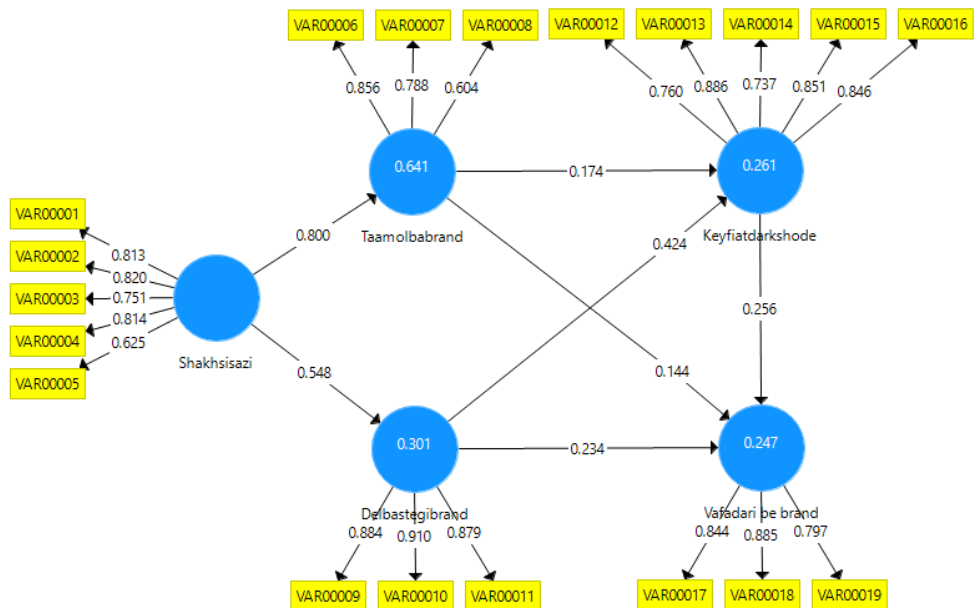 VAR00006 VAR00007 VAR00008 VAR00012 VAR00013 VAR00014 VAR00015 VAR00016
0.856 0.788 0.604 0.760 0.886 0.737 0.851 0.846
0.641 0.174 0.261
VAR00001
Taamolbabrand Keyfiatdarkshode
0.813 0.800
VAR00002
0.820 0.424
VAR00003 0.751
0.814 0.256
VAR00004
0.625
VAR00005
Shakhsisazi
0.548 0.144
0.301 0.234 0.247
Delbastegibrand Vafadari be brand
0.884 0.910 0.879 0.844 0.885 0.797
VAR00009 VAR00010 VAR00011 VAR00017 VAR00018 VAR00019